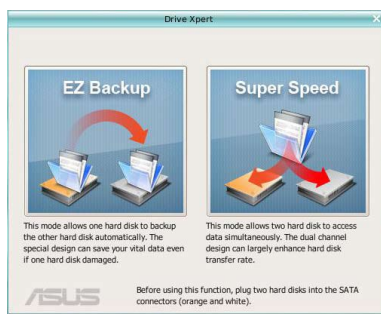 Drive Xpert
EZ Backup
Super Speed
This mode allows one hard disk to backup
the other hard disk automatically. The
special design can save your vital data even
if one hard disk damaged.
This mode allows two hard disk to access
data simultaneously. The dual channel
design can largely enhance hard disk
transfer rate.
ASUS
Before using this function, plug two hard disks into the SATA
connectors (orange and white).